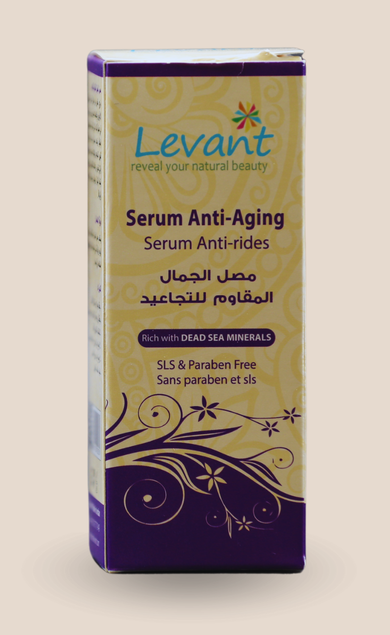 Levant
reveal your natural beauty
Serum Anti-Aging
Serum Anti-rides
مصل الجمال
المقاوم للتجاعيد
Rich with DEAD SEA MINERALS
SLS & Paraben Free
Sans paraben et sls